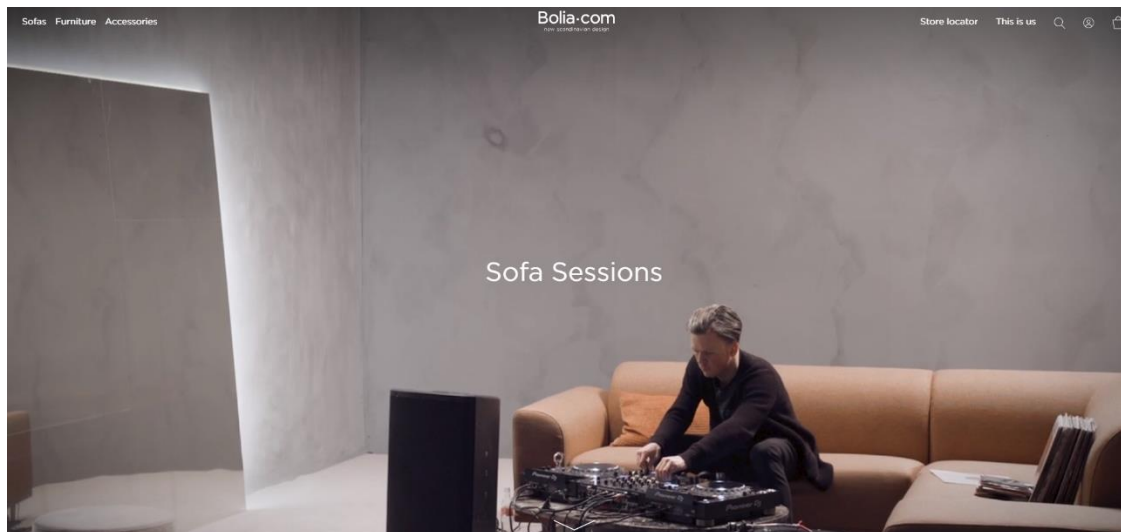 Sofas Furniture Accessories
Bolia.com
new scandinavian design
Store locator This is us
Sofa Sessions